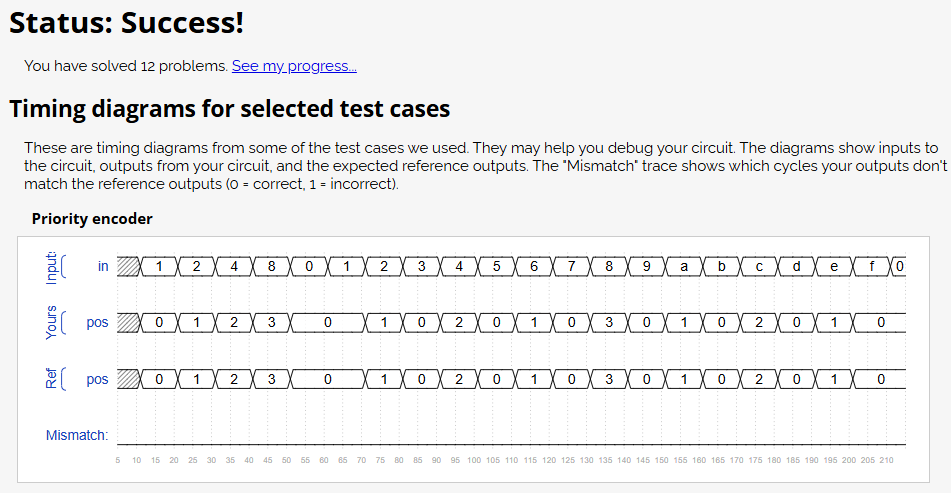 Status: Success!
You have solved 12 problems. See my progress...
Timing diagrams for selected test cases
These are timing diagrams from some of the test cases we used. They may help you debug your circuit. The diagrams show inputs to
the circuit, outputs from your circuit, and the expected reference outputs. The "Mismatch" trace shows which cycles your outputs don't
match the reference outputs (0 = correct, 1 = incorrect).
Priority encoder
Inputs
in 1 2 4 8 0 1 2 3 4 5 6 7 8 9 a b c d e f 0
Yours
pos 0 1 2 3 0 1 0 2 0 1 0 3 0 1 0 2 0 1 0
Ref
pos 0 1 2 3 0 1 0 2 0 1 0 3 0 1 0 2 0 1 0
Mismatch:
5 10 15 20 25 30 35 40 45 50 55 60 65 70 75 80 85 90 95 100 105 110 115 120 125 130 135 140 145 150 155 160 165 170 175 180 185 190 195 200 205 210